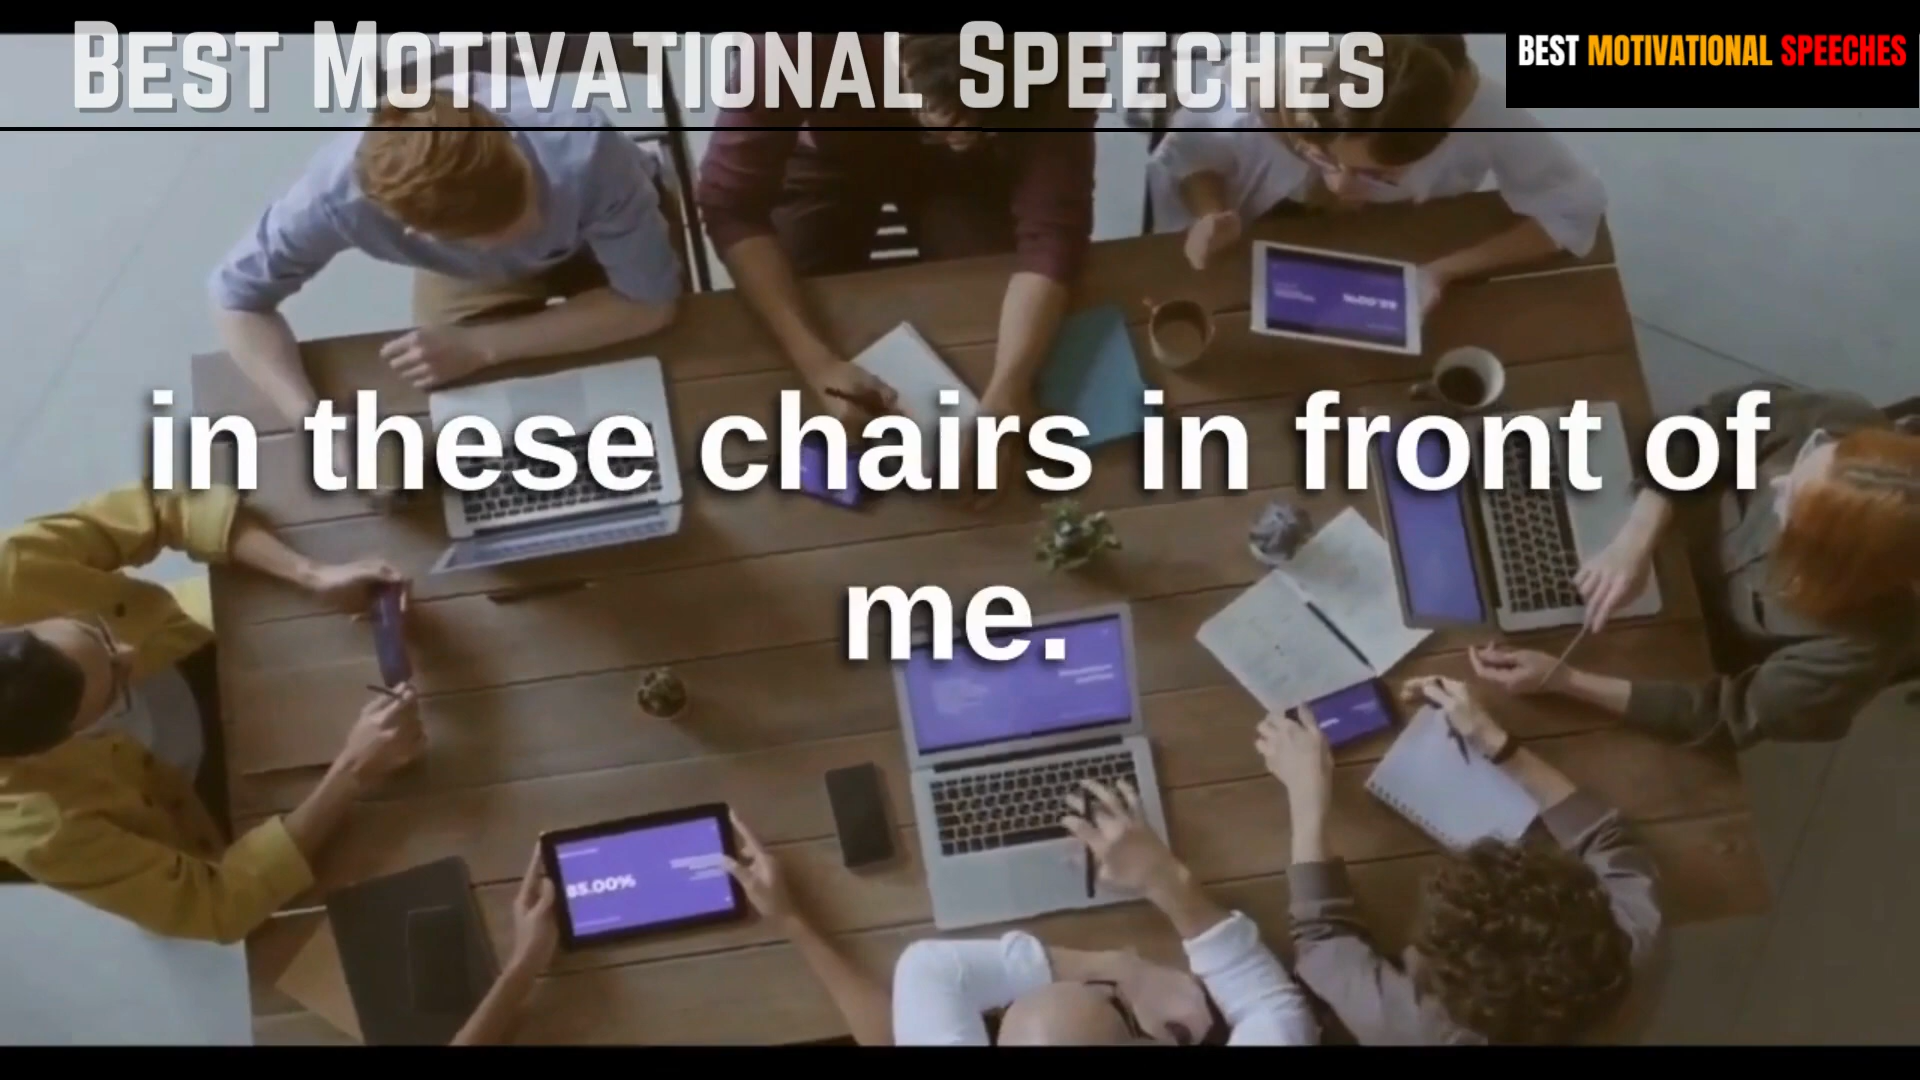 BEST MOTIVATIONAL SPEECHES
BEST MOTIVATIONAL SPEECHES
in these chairs in front of
me.
85.00%